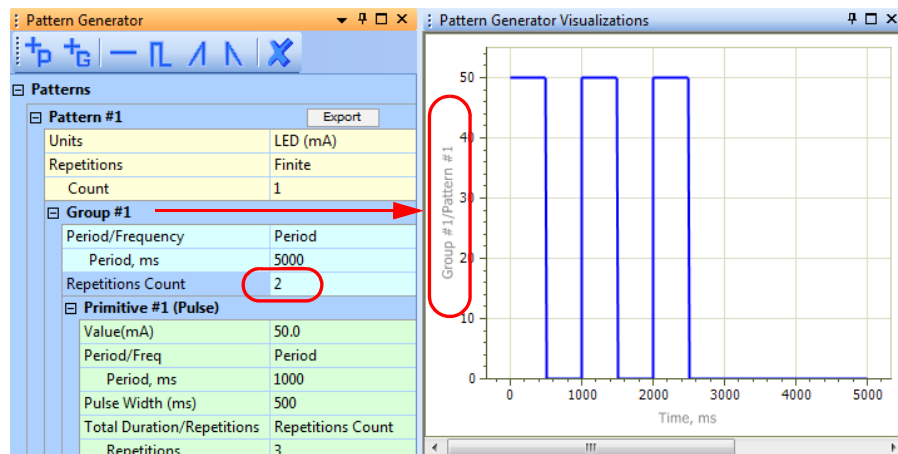 Pattern Generator
Patterns
Pattern #1 Export
Units LED (mA)
Repetitions Finite
Count 1
Group #1
Period/Frequency Period
Period, ms 5000
Repetitions Count 2
Primitive #1 (Pulse)
Value(mA) 50.0
Period/Freq Period
Period, ms 1000
Pulse Width (ms) 500
Total Duration/Repetitions Repetitions Count
Repetitions 3
Pattern Generator Visualizations
50
40
30
20
10
0
Group #1/Pattern #1
0 1000 2000 3000 4000 5000
Time, ms